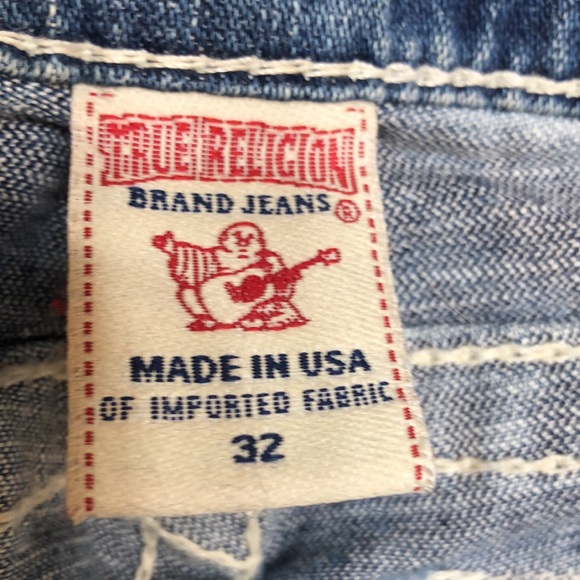 TRUE RELIGION
BRAND JEANS ®
MADE IN USA
OF IMPORTED FABRIC
32